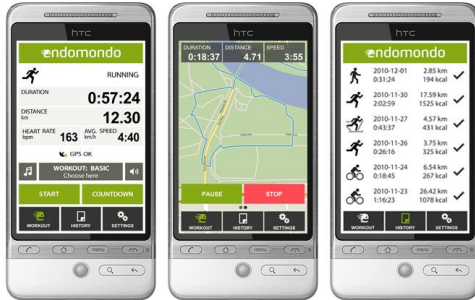 hTC
endomondo
RUNNING
DURATION
0:57:24
DISTANCE
km
12.30
HEART RATE
bpm
163
AVG. SPEED
km/h
4:40
GPS OK
WORKOUT: BASIC
Choose here
START
COUNTDOWN
WORKOUT
HISTORY
SETTINGS
MENU
hTC
DURATION
DISTANCE
SPEED
0:18:37
4.71
3:55
PAUSE
STOP
WORKOUT
HISTORY
SETTINGS
MENU
hTC
endomondo
2010-12-01 2.85 km
0:31:24 194 kcal
2010-11-30 17.59 km
2:02:59 1525 kcal
2010-11-27 4.57 km
0:43:37 431 kcal
2010-11-26 3.75 km
0:26:16 325 kcal
2010-11-24 6.54 km
0:18:45 267 kcal
2010-11-23 26.42 km
1:16:23 1078 kcal
WORKOUT
HISTORY
SETTINGS
MENU